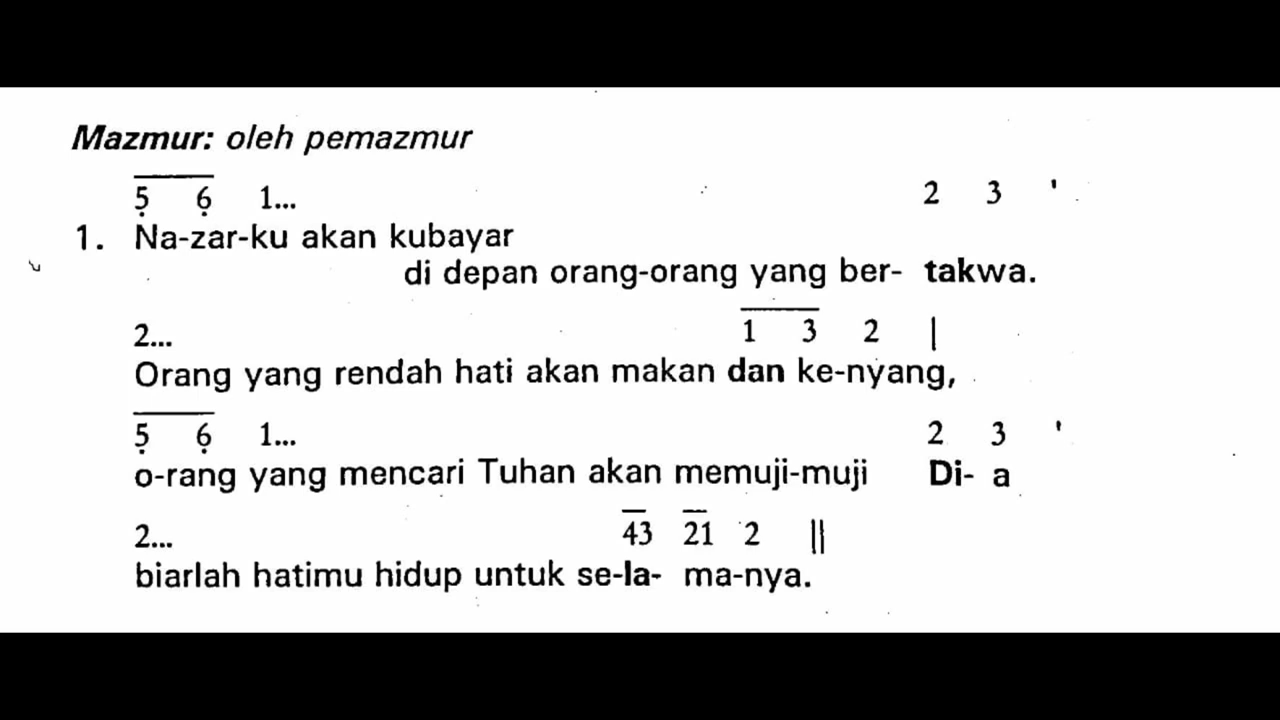 Mazmur: oleh pemazmur
5̣ 6̣ 1... 2 3 '
1. Na-zar-ku akan kubayar
di depan orang-orang yang ber- takwa.
2... 1 3 2 |
Orang yang rendah hati akan makan dan ke-nyang,
5̣ 6̣ 1... 2 3 '
o-rang yang mencari Tuhan akan memuji-muji Di- a
2... 43 21 2 ||
biarlah hatimu hidup untuk se-la- ma-nya.